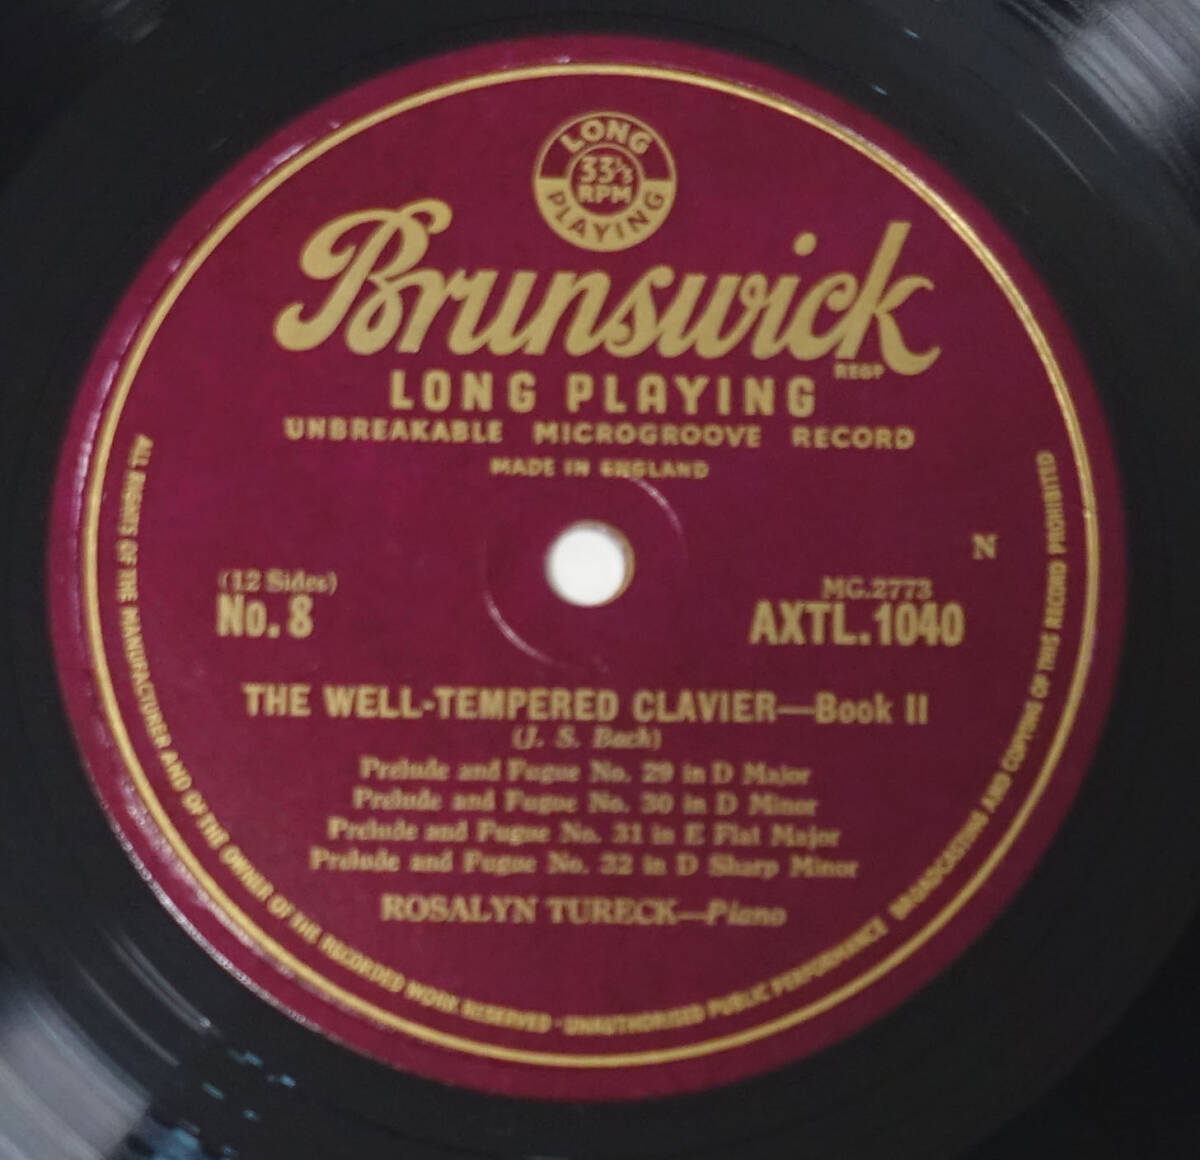 LONG
33⅓
RPM
PLAYING
Brunswick
REGD
LONG PLAYING
UNBREAKABLE MICROGROOVE RECORD
MADE IN ENGLAND
N
(12 Sides)
No. 8
MG.2773
AXTL.1040
THE WELL-TEMPERED CLAVIER—Book II
(J. S. Bach)
Prelude and Fugue No. 29 in D Major
Prelude and Fugue No. 30 in D Minor
Prelude and Fugue No. 31 in E Flat Major
Prelude and Fugue No. 32 in D Sharp Minor
ROSALYN TURECK—Piano
ALL RIGHTS OF THE MANUFACTURER AND OF THE OWNER OF THE RECORDED WORK RESERVED · UNAUTHORISED PUBLIC PERFORMANCE BROADCASTING AND COPYING OF THIS RECORD PROHIBITED